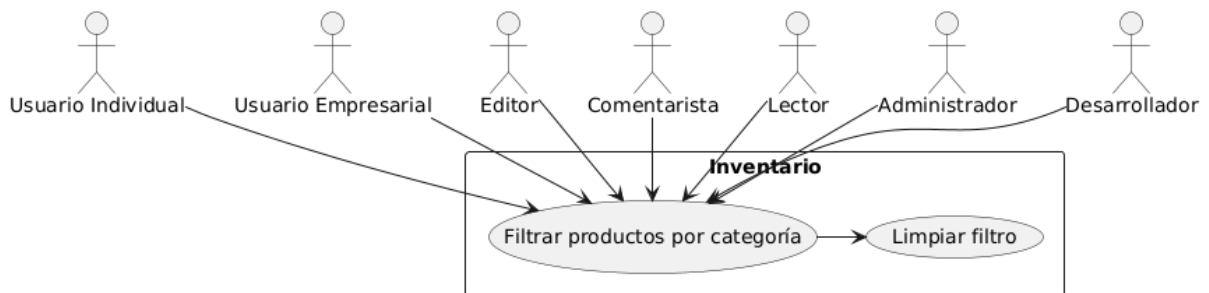 Usuario Individual
Usuario Empresarial
Editor
Comentarista
Lector
Administrador
Desarrollador
Inventario
Filtrar productos por categoría
Limpiar filtro